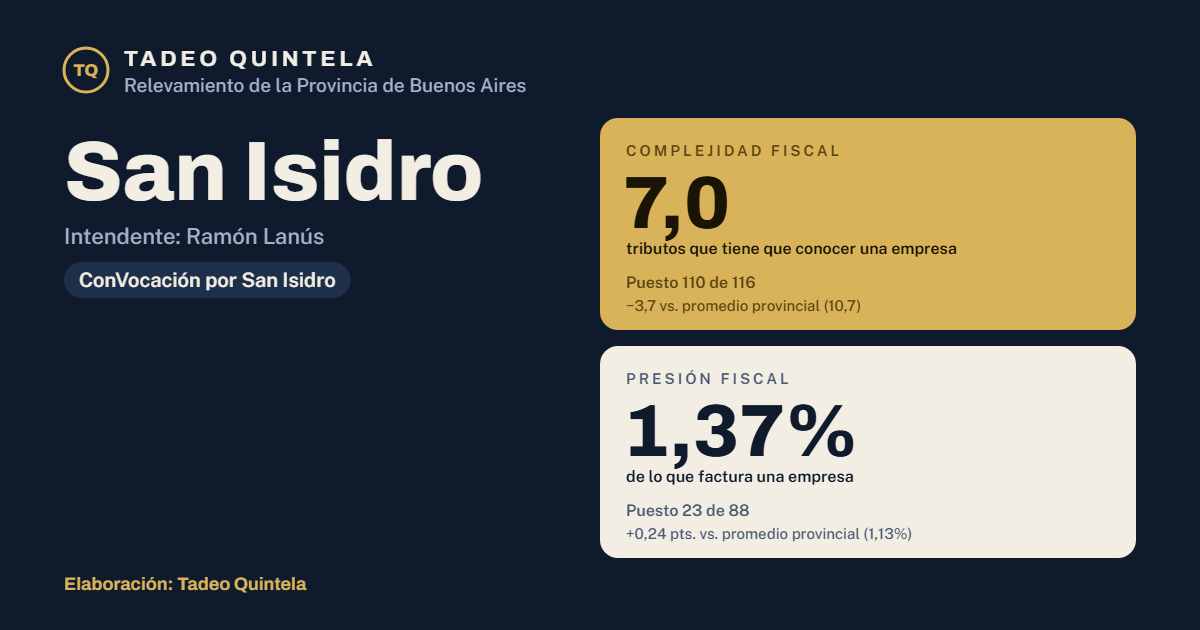 TQ
TADEO QUINTELA
Relevamiento de la Provincia de Buenos Aires
San Isidro
Intendente: Ramón Lanús
ConVocación por San Isidro
COMPLEJIDAD FISCAL
7,0
tributos que tiene que conocer una empresa
Puesto 110 de 116
−3,7 vs. promedio provincial (10,7)
PRESIÓN FISCAL
1,37%
de lo que factura una empresa
Puesto 23 de 88
+0,24 pts. vs. promedio provincial (1,13%)
Elaboración: Tadeo Quintela